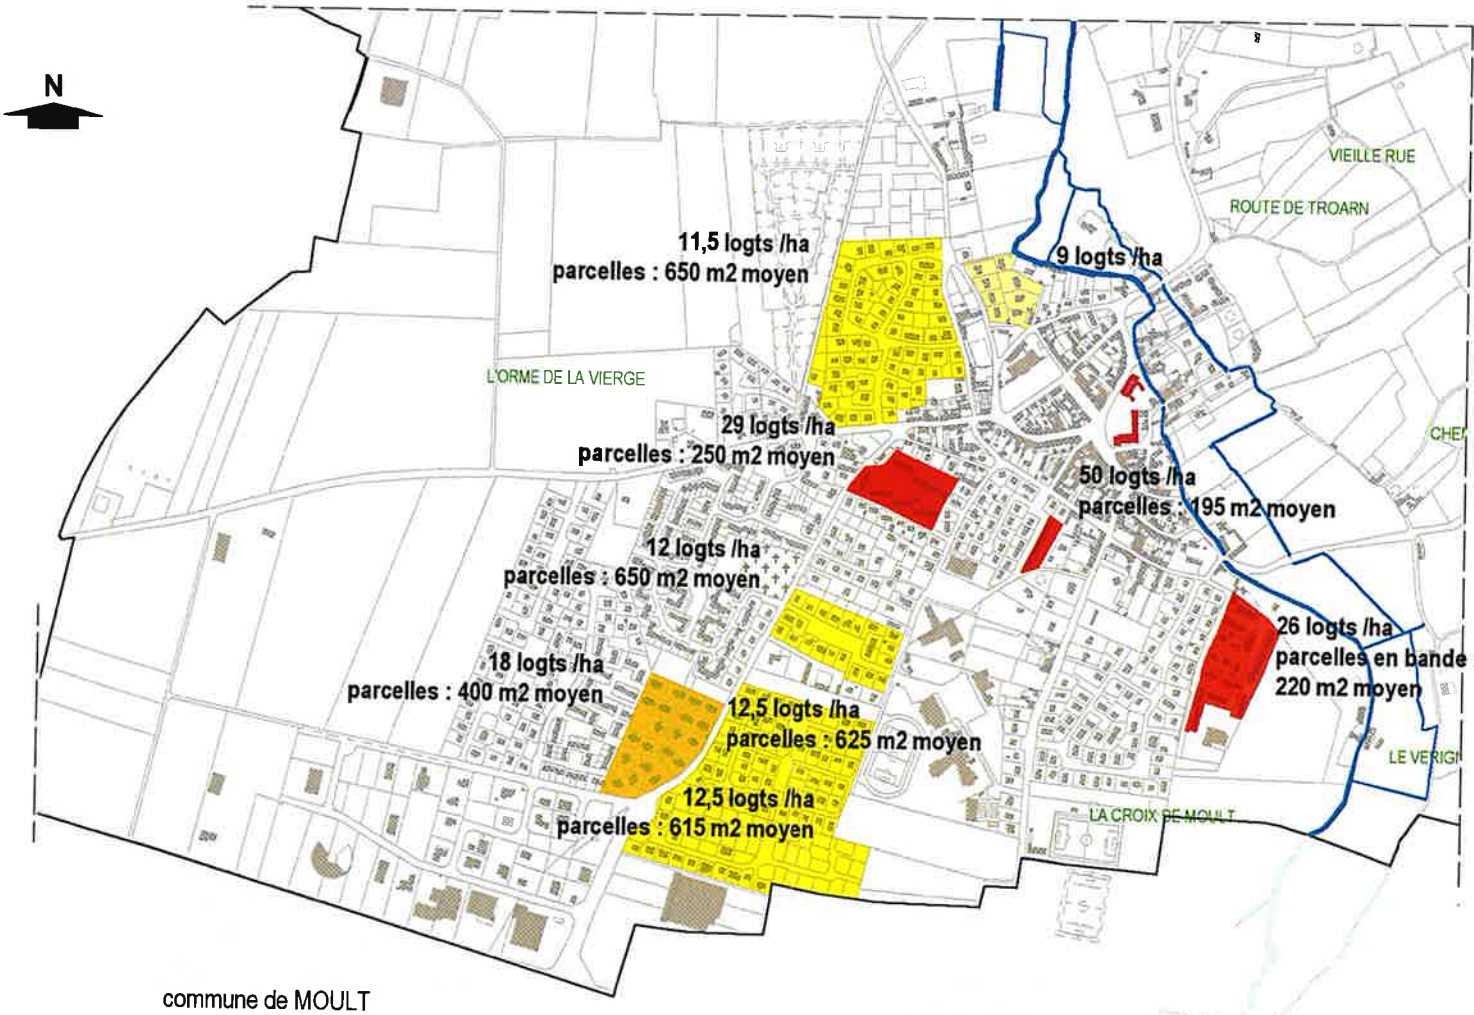 N
VIEILLE RUE
ROUTE DE TROARN
11,5 logts /ha
parcelles : 650 m2 moyen
9 logts /ha
L'ORME DE LA VIERGE
29 logts /ha
parcelles : 250 m2 moyen
CHE
50 logts /ha
parcelles : 195 m2 moyen
12 logts /ha
parcelles : 650 m2 moyen
26 logts /ha
parcelles en bande
220 m2 moyen
18 logts /ha
parcelles : 400 m2 moyen
12,5 logts /ha
parcelles : 625 m2 moyen
LE VERIGN
12,5 logts /ha
parcelles : 615 m2 moyen
LA CROIX DE MOULT
commune de MOULT